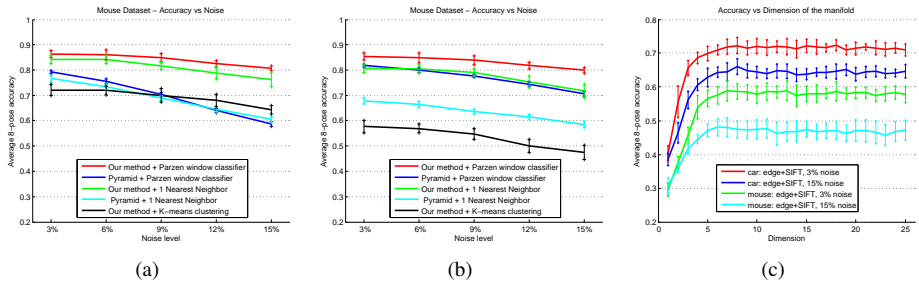 Mouse Dataset – Accuracy vs Noise
Average 8-pose accuracy
1
0.9
0.8
0.7
0.6
0.5
0.4
0.3
0.2
Our method + Parzen window classifier
Pyramid + Parzen window classifier
Our method + 1 Nearest Neighbor
Pyramid + 1 Nearest Neighbor
Our method + K-means clustering
3% 6% 9% 12% 15%
Noise level
(a)
Mouse Dataset – Accuracy vs Noise
Average 8-pose accuracy
1
0.9
0.8
0.7
0.6
0.5
0.4
0.3
0.2
Our method + Parzen window classifier
Pyramid + Parzen window classifier
Our method + 1 Nearest Neighbor
Pyramid + 1 Nearest Neighbor
Our method + K-means clustering
3% 6% 9% 12% 15%
Noise level
(b)
Accuracy vs Dimension of the manifold
Average 8-pose accuracy
0.8
0.7
0.6
0.5
0.4
0.3
0.2
car: edge+SIFT, 3% noise
car: edge+SIFT, 15% noise
mouse: edge+SIFT, 3% noise
mouse: edge+SIFT, 15% noise
0 5 10 15 20 25
Dimension
(c)